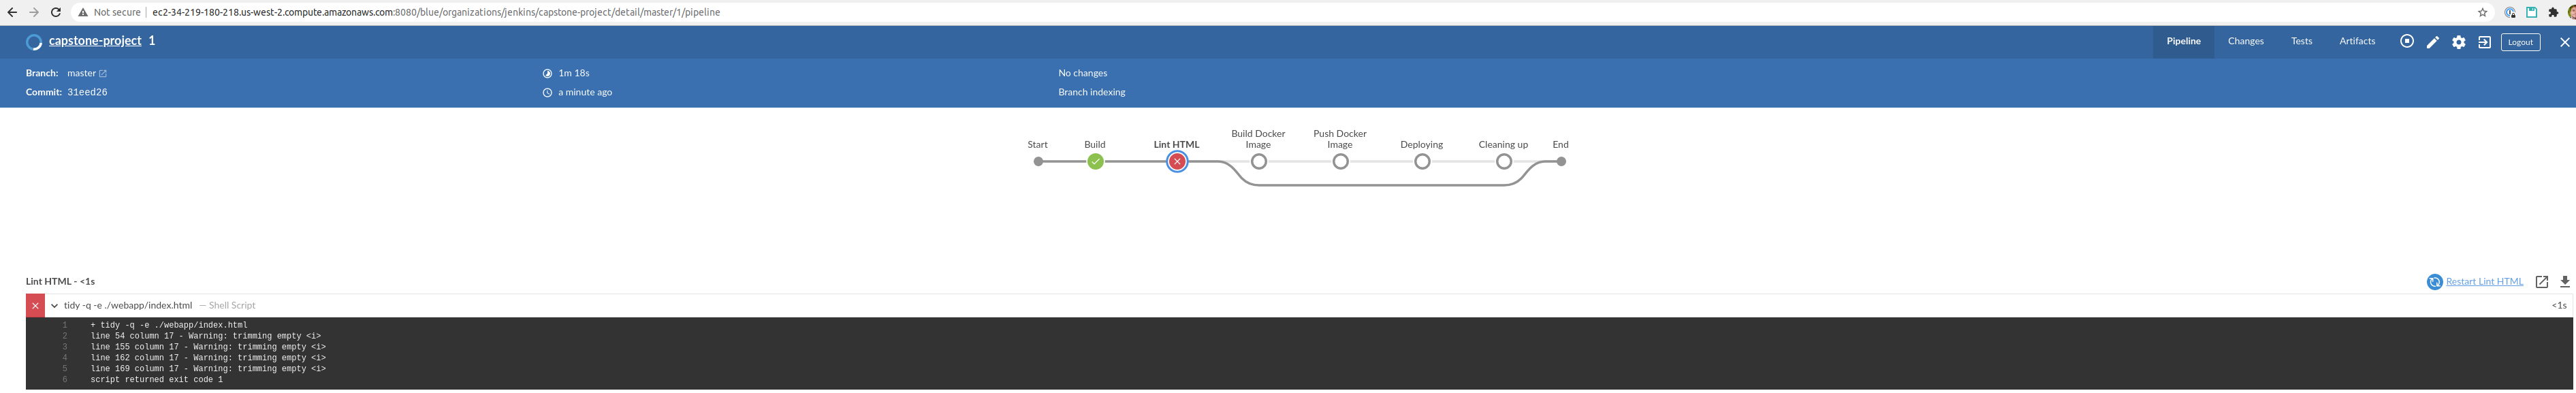 Not secure | ec2-34-219-180-218.us-west-2.compute.amazonaws.com:8080/blue/organizations/jenkins/capstone-project/detail/master/1/pipeline
capstone-project 1 Pipeline Changes Tests Artifacts Logout
Branch: master 1m 18s No changes
Commit: 31eed26 a minute ago Branch indexing
Build Docker Push Docker
Start Build Lint HTML Image Image Deploying Cleaning up End
Lint HTML - <1s Restart Lint HTML
tidy -q -e ./webapp/index.html — Shell Script <1s
1 + tidy -q -e ./webapp/index.html
2 line 54 column 17 - Warning: trimming empty <i>
3 line 155 column 17 - Warning: trimming empty <i>
4 line 162 column 17 - Warning: trimming empty <i>
5 line 169 column 17 - Warning: trimming empty <i>
6 script returned exit code 1